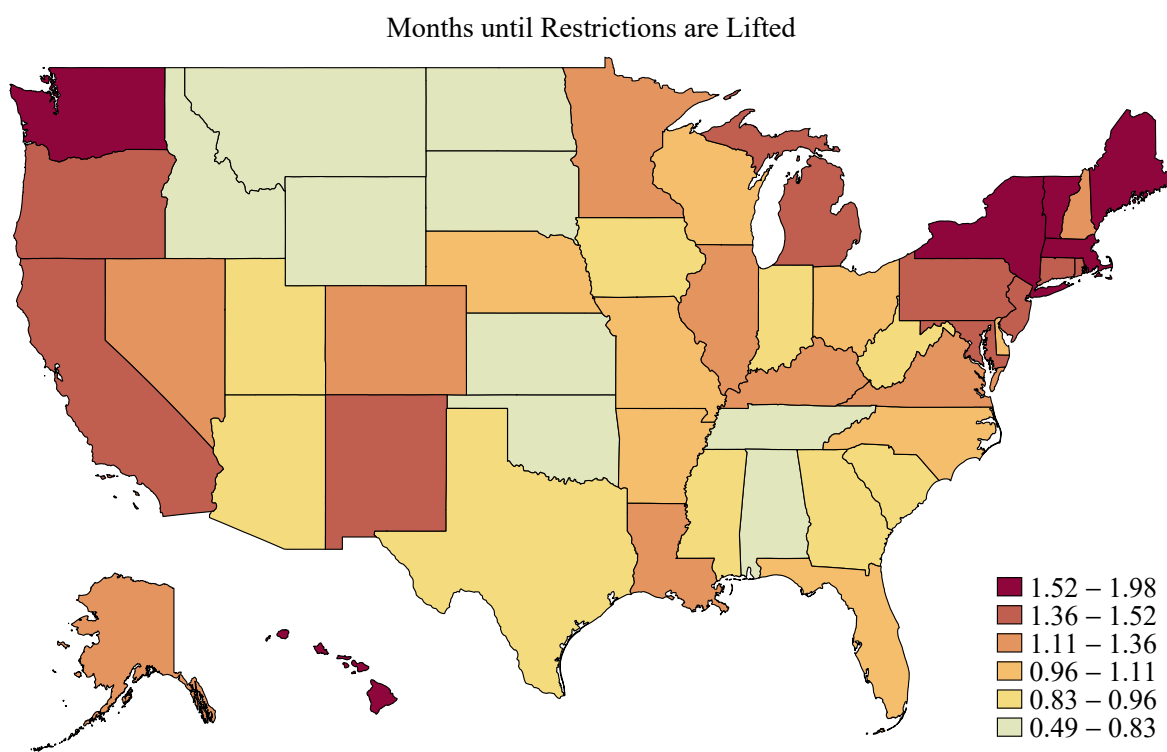 Months until Restrictions are Lifted
1.52 – 1.98
1.36 – 1.52
1.11 – 1.36
0.96 – 1.11
0.83 – 0.96
0.49 – 0.83